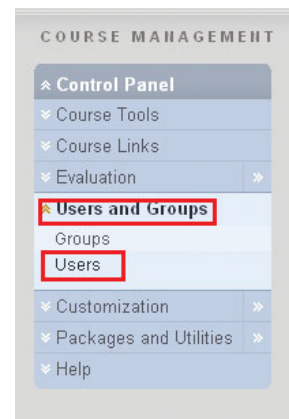 COURSE MANAGEMENT
Control Panel
Course Tools
Course Links
Evaluation
Users and Groups
Groups
Users
Customization
Packages and Utilities
Help